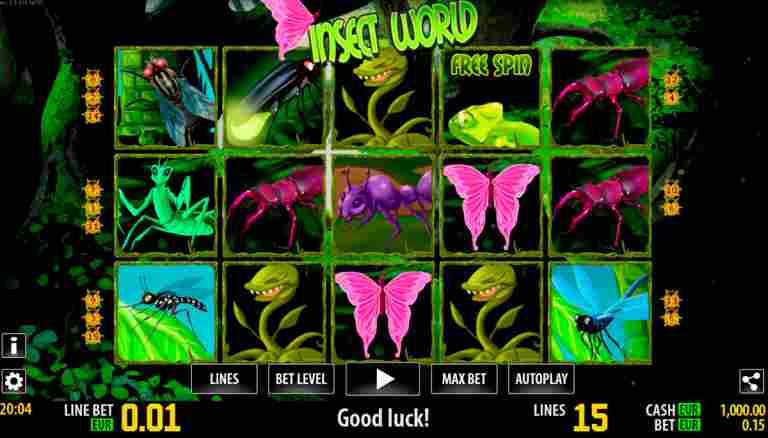 INSECT WORLD
FREE SPIN
LINES
BET LEVEL
MAX BET
AUTOPLAY
i
20:04
LINE BET
EUR
0.01
Good luck!
LINES
15
CASH EUR 1,000.00
BET EUR 0.15